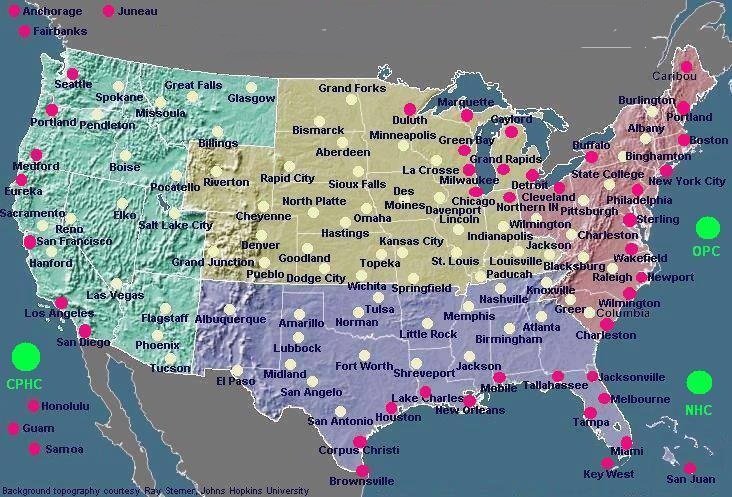 Anchorage
Juneau
Fairbanks
Seattle
Spokane
Great Falls
Glasgow
Missoula
Portland
Pendleton
Billings
Medford
Boise
Eureka
Pocatello
Riverton
Sacramento
Reno
Elko
Salt Lake City
San Francisco
Hanford
Las Vegas
Los Angeles
San Diego
Flagstaff
Phoenix
Tucson
Grand Forks
Bismarck
Duluth
Marquette
Minneapolis
Aberdeen
Green Bay
Gaylord
Rapid City
Sioux Falls
La Crosse
Grand Rapids
Milwaukee
Detroit
Cheyenne
North Platte
Des
Moines
Omaha
Davenport
Chicago
Northern IN
Cleveland
Lincoln
Hastings
Denver
Grand Junction
Goodland
Kansas City
Indianapolis
Wilmington
Pueblo
Dodge City
Topeka
St. Louis
Louisville
Jackson
Paducah
Wichita
Springfield
Caribou
Burlington
Portland
Albany
Boston
Buffalo
Binghamton
State College
New York City
Pittsburgh
Philadelphia
Sterling
Charleston
Wakefield
Blacksburg
Raleigh
Newport
Knoxville
Greer
Wilmington
Columbia
Charleston
Albuquerque
Amarillo
Tulsa
Norman
Nashville
Memphis
Little Rock
Atlanta
Birmingham
Lubbock
Midland
Fort Worth
Shreveport
Jackson
El Paso
San Angelo
San Antonio
Houston
Lake Charles
New Orleans
Mobile
Tallahassee
Jacksonville
Melbourne
Tampa
Miami
Key West
San Juan
Corpus Christi
Brownsville
OPC
NHC
CPHC
Honolulu
Guam
Samoa
Background topography courtesy Ray Sterner, Johns Hopkins University